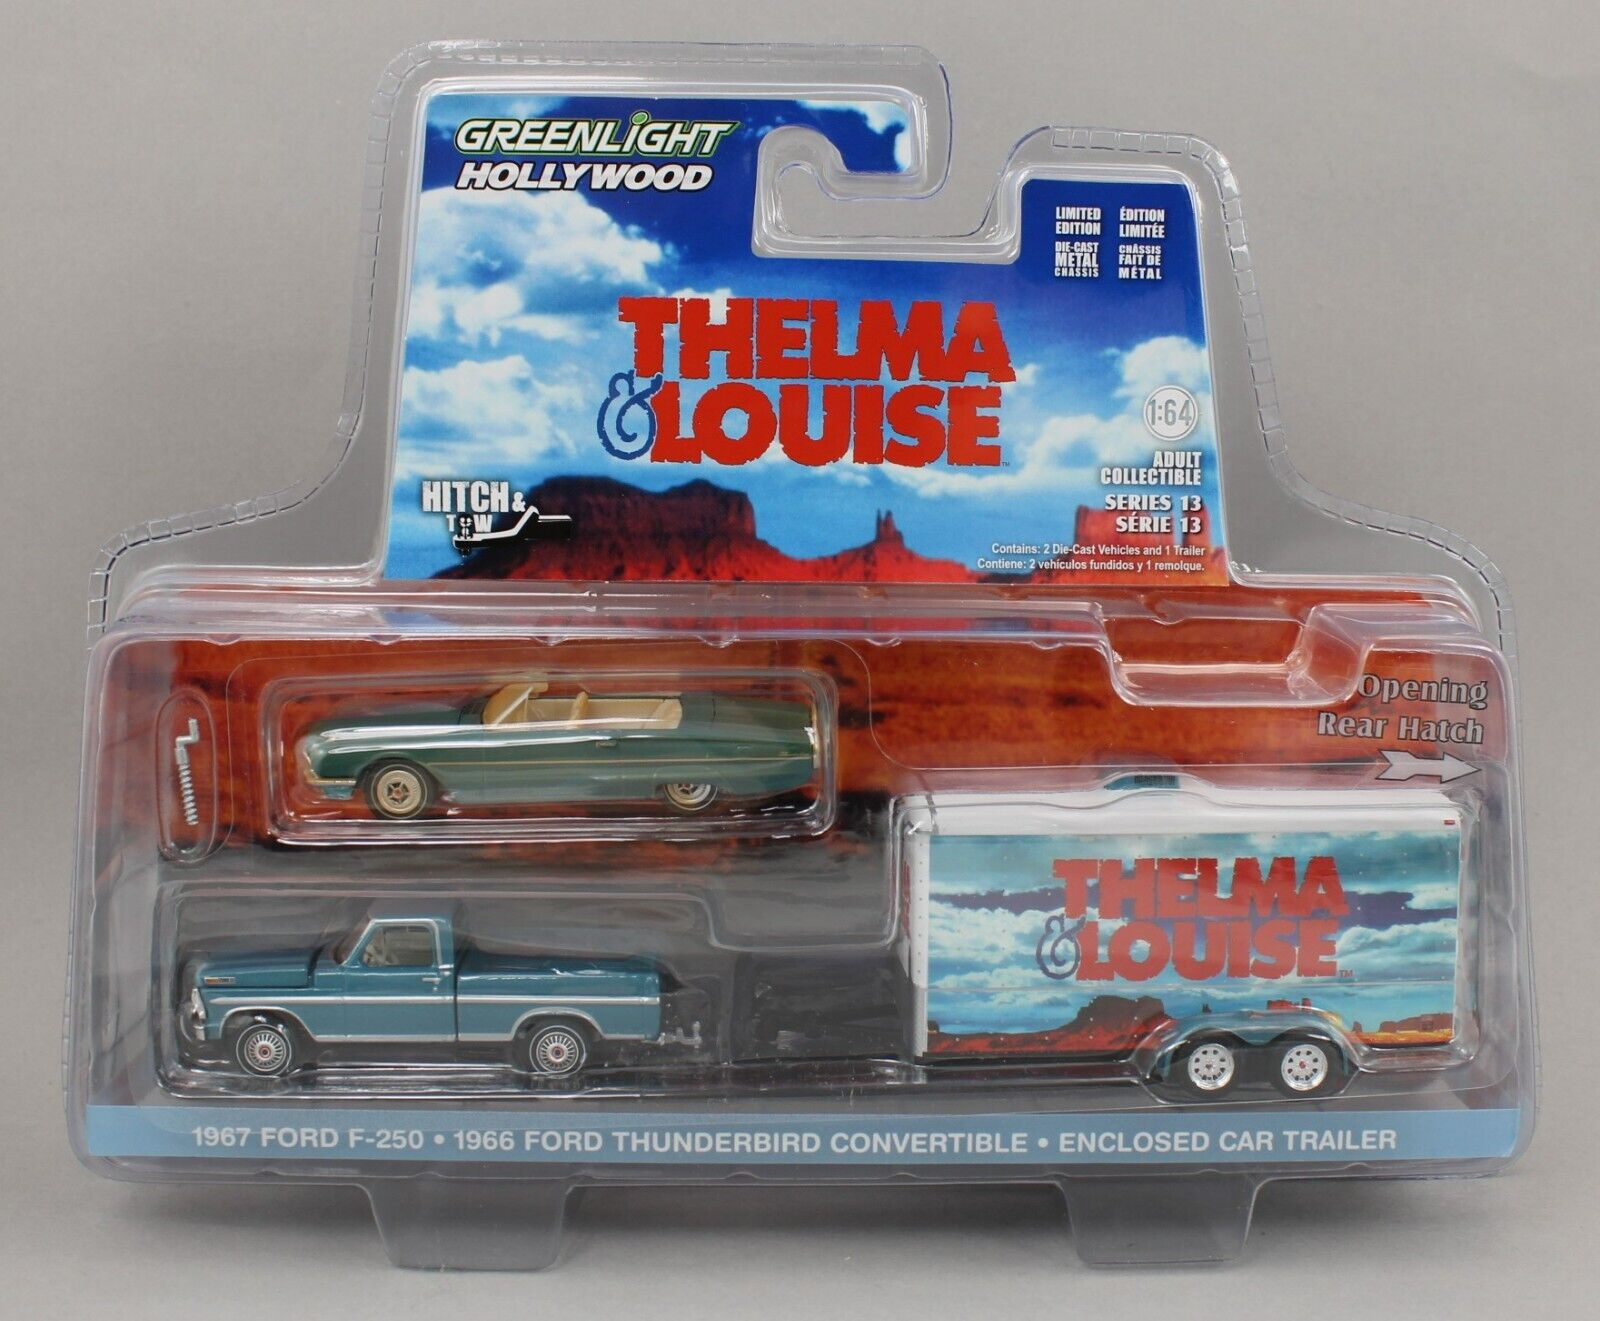 GREENLiGHT
HOLLYWOOD
LIMITED EDITION
DIE-CAST METAL CHASSIS
ÉDITION LIMITÉE
CHÂSSIS FAIT DE MÉTAL
THELMA
& LOUISE™
1:64
ADULT
COLLECTIBLE
SERIES 13
SÉRIE 13
HITCH &
TOW
Contains: 2 Die-Cast Vehicles and 1 Trailer
Contiene: 2 vehículos fundidos y 1 remolque.
Opening
Rear Hatch
THELMA
& LOUISE™
1967 FORD F-250 • 1966 FORD THUNDERBIRD CONVERTIBLE • ENCLOSED CAR TRAILER